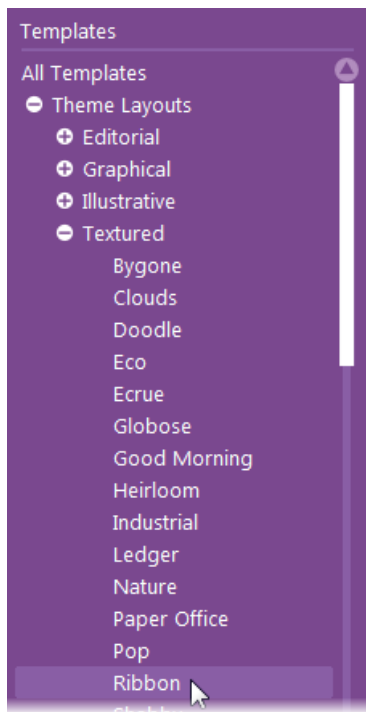 Templates
All Templates
Theme Layouts
Editorial
Graphical
Illustrative
Textured
Bygone
Clouds
Doodle
Eco
Ecrue
Globose
Good Morning
Heirloom
Industrial
Ledger
Nature
Paper Office
Pop
Ribbon